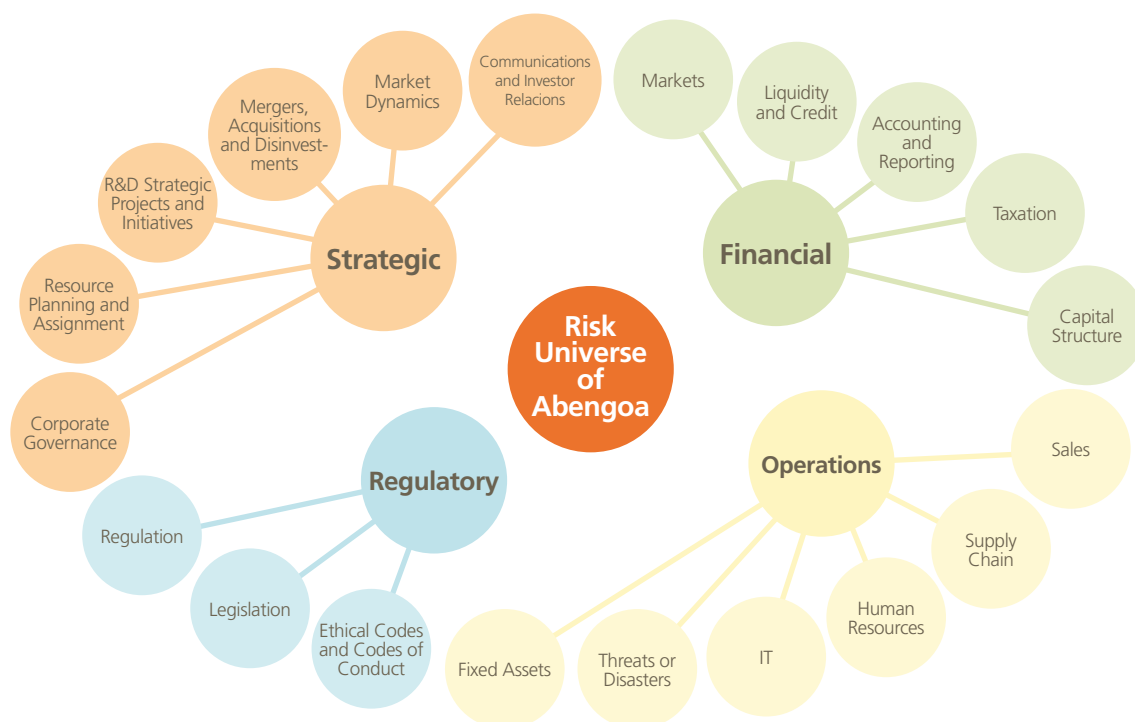 Communications
and Investor
Relacions
Market
Dynamics
Mergers,
Acquisitions
and Disinvest-
ments
R&D Strategic
Projects and
Initiatives
Resource
Planning and
Assignment
Corporate
Governance
Strategic
Markets
Liquidity
and Credit
Accounting
and
Reporting
Taxation
Capital
Structure
Financial
Risk
Universe
of
Abengoa
Regulatory
Regulation
Legislation
Ethical Codes
and Codes of
Conduct
Operations
Sales
Supply
Chain
Human
Resources
IT
Threats or
Disasters
Fixed Assets